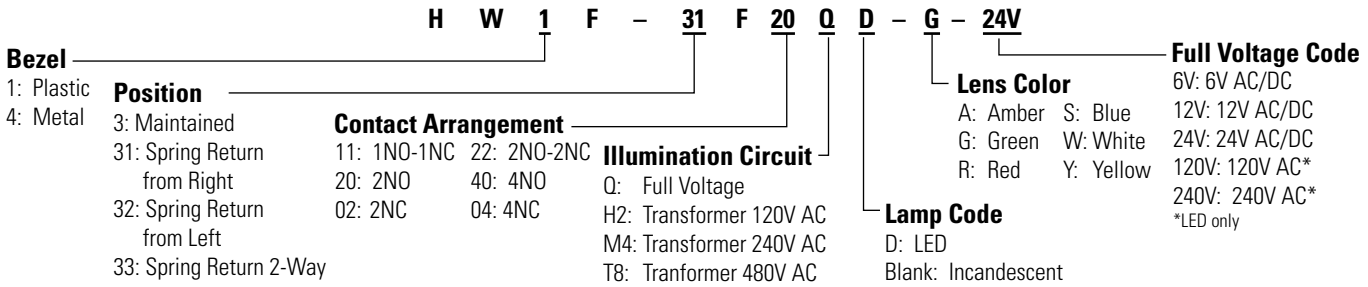 H W 1 F – 31 F 20 Q D – G – 24V
Bezel
1: Plastic
4: Metal
Position
3: Maintained
31: Spring Return
from Right
32: Spring Return
from Left
33: Spring Return 2-Way
Contact Arrangement
11: 1NO-1NC 22: 2NO-2NC
20: 2NO 40: 4NO
02: 2NC 04: 4NC
Illumination Circuit
Q: Full Voltage
H2: Transformer 120V AC
M4: Transformer 240V AC
T8: Tranformer 480V AC
Lamp Code
D: LED
Blank: Incandescent
Lens Color
A: Amber S: Blue
G: Green W: White
R: Red Y: Yellow
Full Voltage Code
6V: 6V AC/DC
12V: 12V AC/DC
24V: 24V AC/DC
120V: 120V AC*
240V: 240V AC*
*LED only